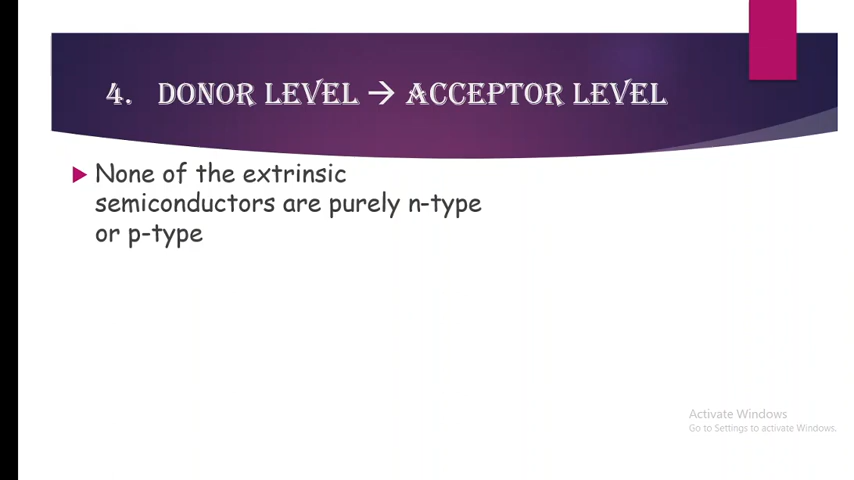 4. DONOR LEVEL → ACCEPTOR LEVEL
None of the extrinsic
semiconductors are purely n-type
or p-type
Activate Windows
Go to Settings to activate Windows.